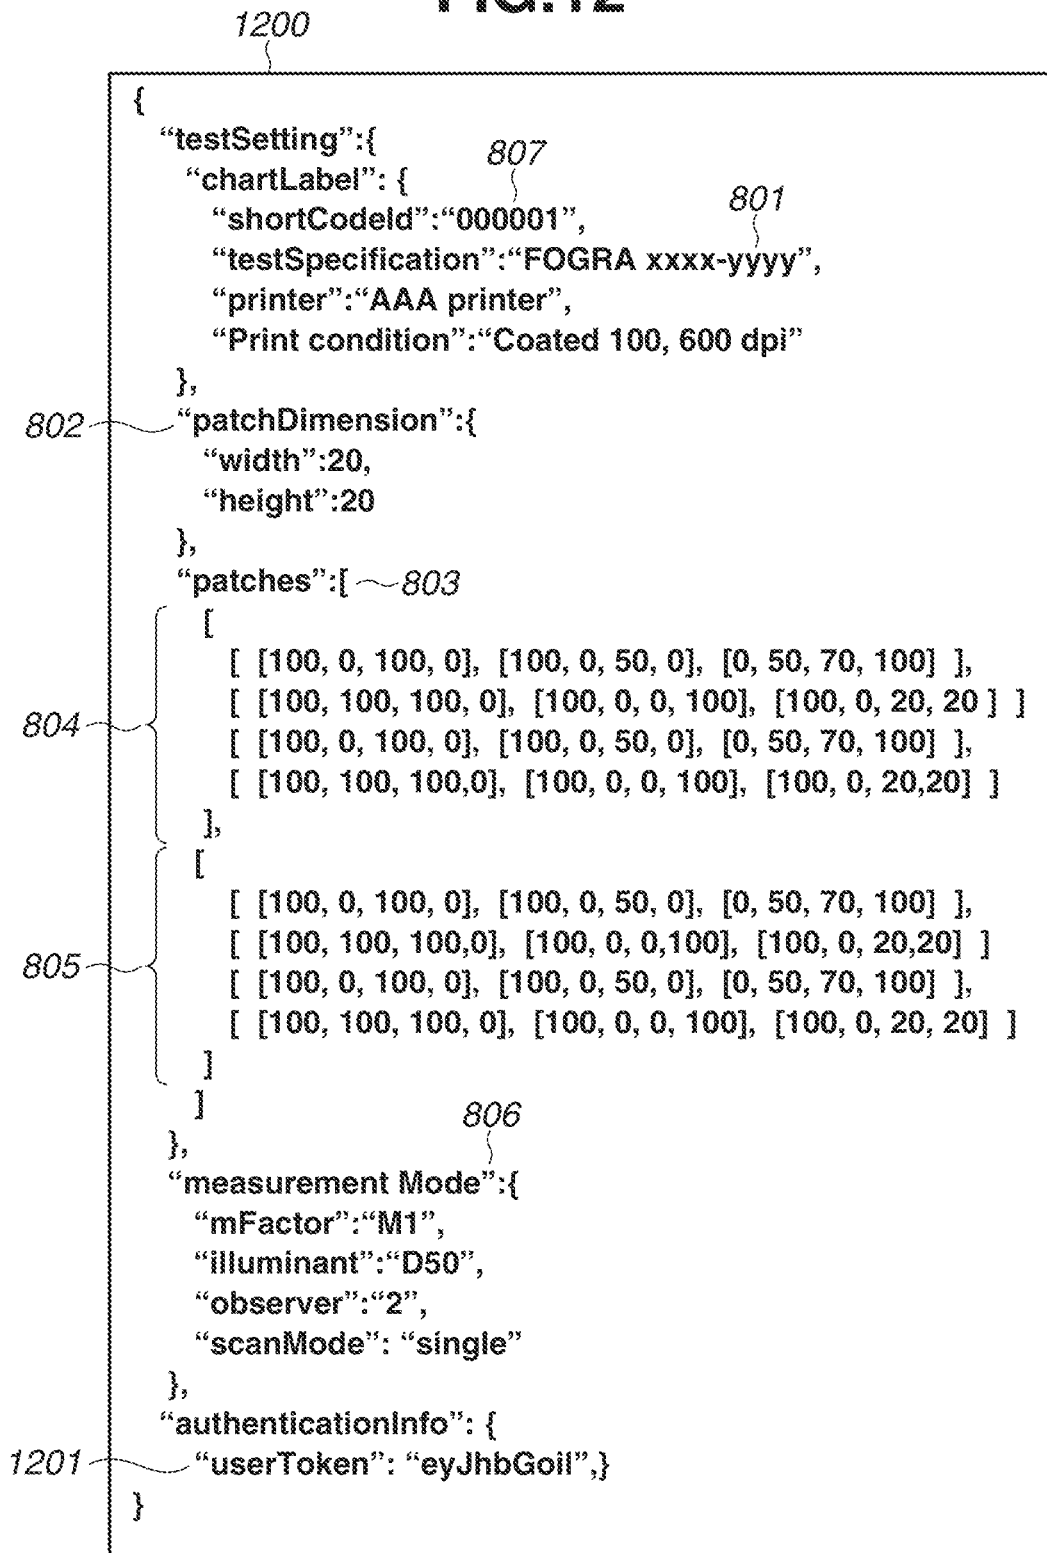 FIG.12
1200
{
“testSetting”:{
807
“chartLabel”: {
801
“shortCodeId”:“000001”,
“testSpecification”:“FOGRA xxxx-yyyy”,
“printer”:“AAA printer”,
“Print condition”:“Coated 100, 600 dpi”
},
802 “patchDimension”:{
“width”:20,
“height”:20
},
“patches”:[ 803
[
[ [100, 0, 100, 0], [100, 0, 50, 0], [0, 50, 70, 100] ],
804 [ [100, 100, 100, 0], [100, 0, 0, 100], [100, 0, 20, 20 ] ]
[ [100, 0, 100, 0], [100, 0, 50, 0], [0, 50, 70, 100] ],
[ [100, 100, 100,0], [100, 0, 0, 100], [100, 0, 20,20] ]
],
[
[ [100, 0, 100, 0], [100, 0, 50, 0], [0, 50, 70, 100] ],
805 [ [100, 100, 100,0], [100, 0, 0,100], [100, 0, 20,20] ]
[ [100, 0, 100, 0], [100, 0, 50, 0], [0, 50, 70, 100] ],
[ [100, 100, 100, 0], [100, 0, 0, 100], [100, 0, 20, 20] ]
]
]
806
},
“measurement Mode”:{
“mFactor”:“M1”,
“illuminant”:“D50”,
“observer”:“2”,
“scanMode”: “single”
},
“authenticationInfo”: {
1201 “userToken”: “eyJhbGoil”,}
}